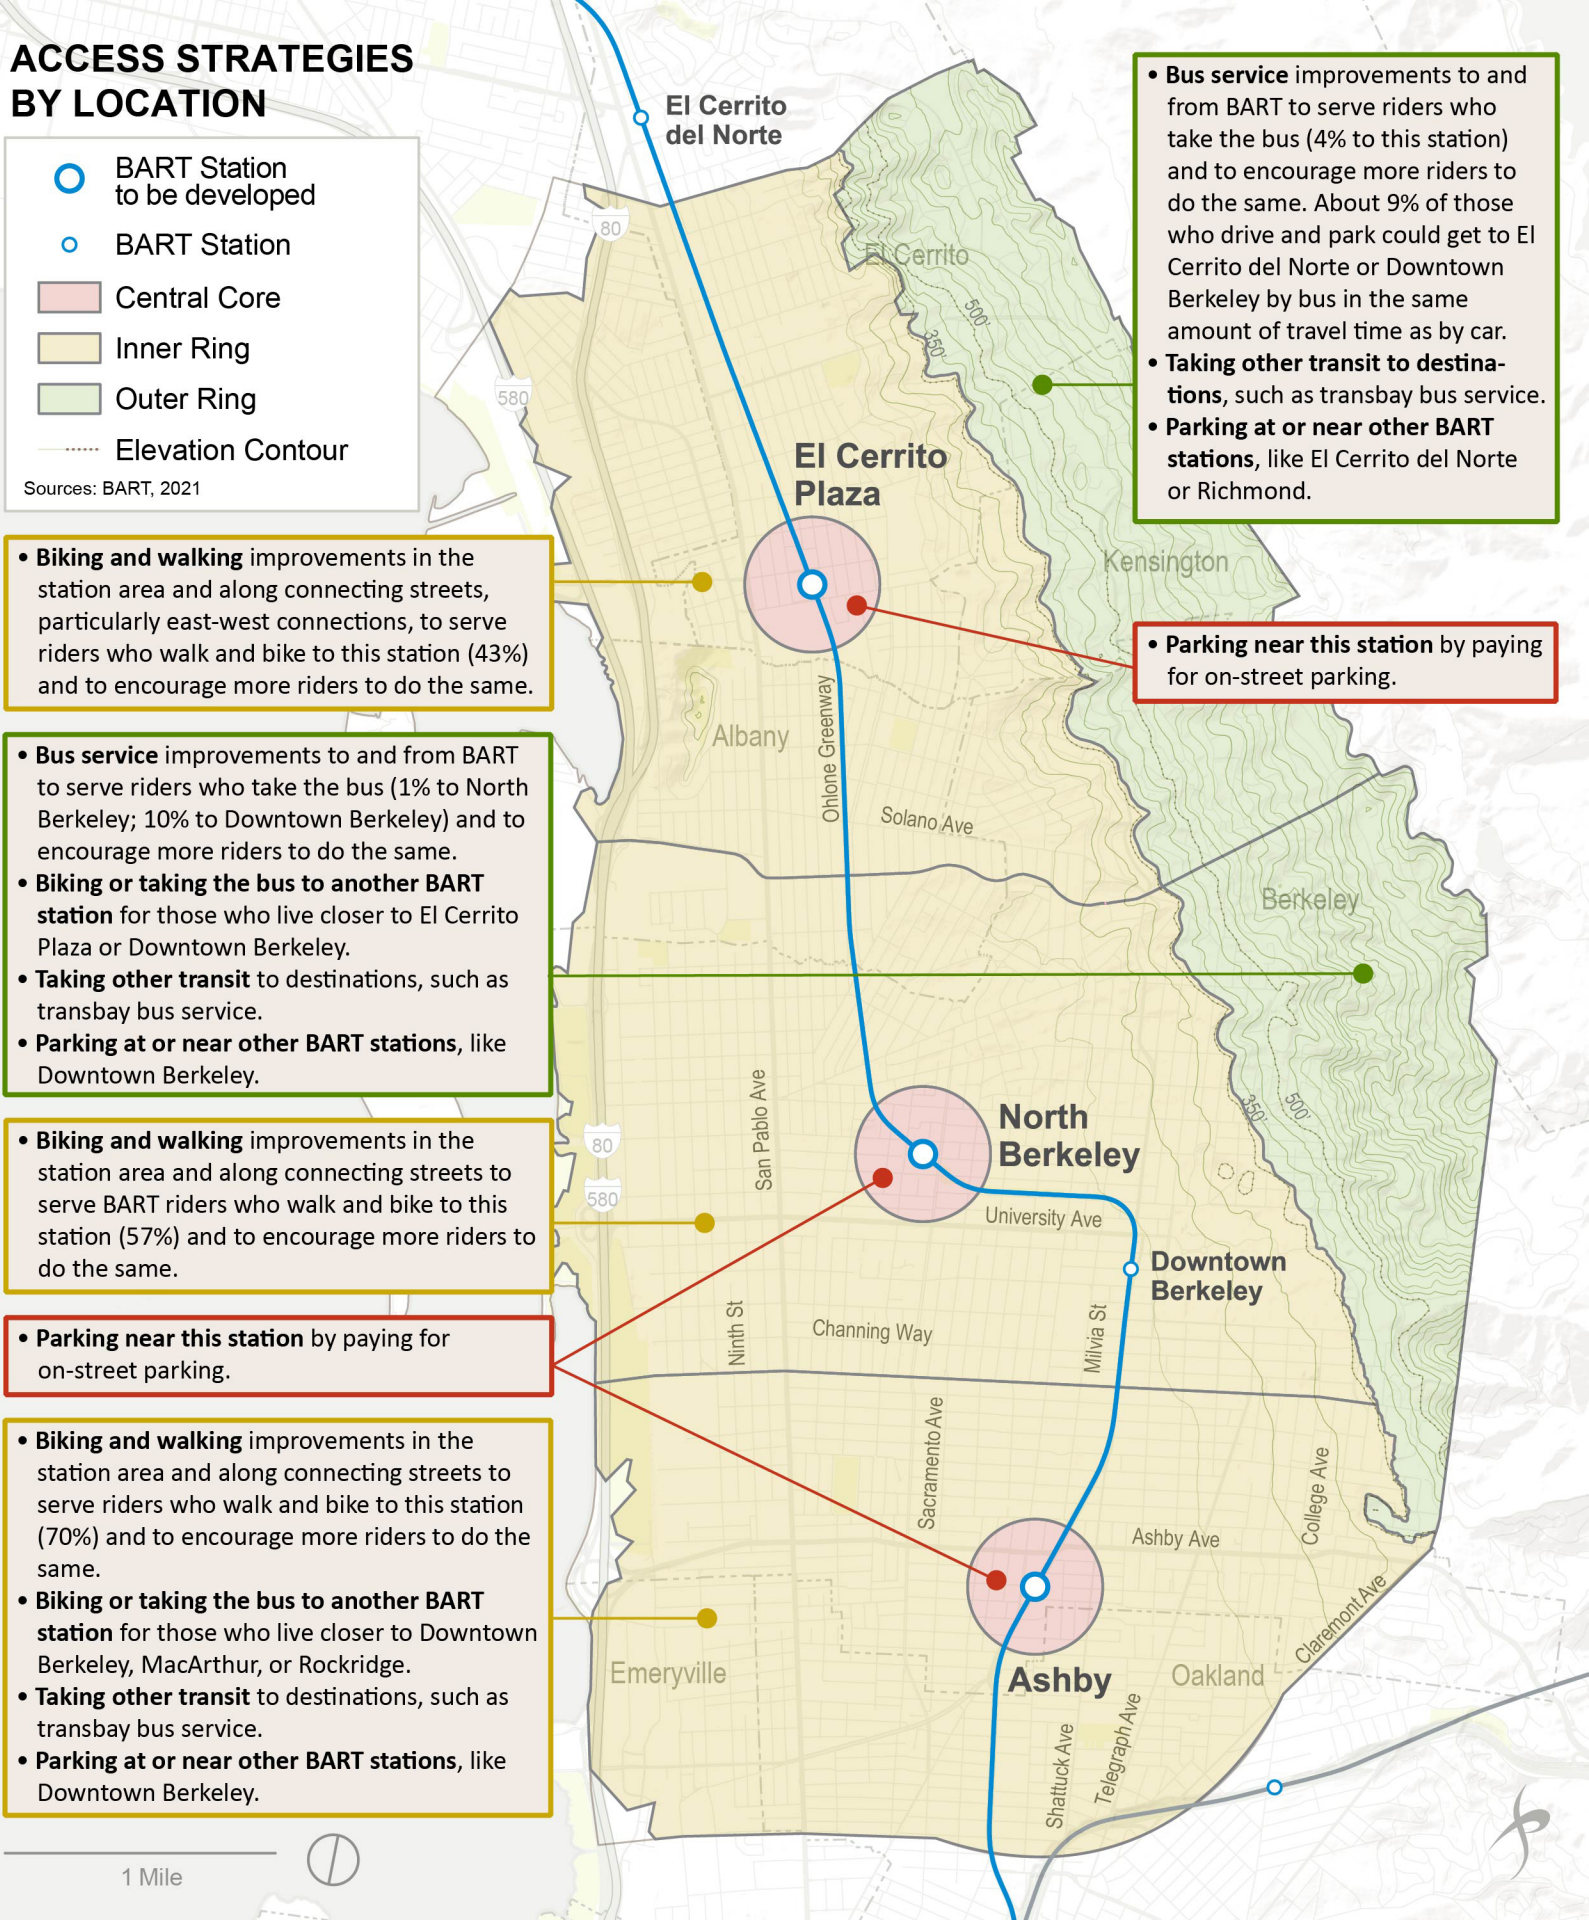 ACCESS STRATEGIES
BY LOCATION
BART Station
to be developed
BART Station
Central Core
Inner Ring
Outer Ring
Elevation Contour
Sources: BART, 2021
• Biking and walking improvements in the
station area and along connecting streets,
particularly east-west connections, to serve
riders who walk and bike to this station (43%)
and to encourage more riders to do the same.
• Bus service improvements to and from BART
to serve riders who take the bus (1% to North
Berkeley; 10% to Downtown Berkeley) and to
encourage more riders to do the same.
• Biking or taking the bus to another BART
station for those who live closer to El Cerrito
Plaza or Downtown Berkeley.
• Taking other transit to destinations, such as
transbay bus service.
• Parking at or near other BART stations, like
Downtown Berkeley.
• Biking and walking improvements in the
station area and along connecting streets to
serve BART riders who walk and bike to this
station (57%) and to encourage more riders to
do the same.
• Parking near this station by paying for
on-street parking.
• Biking and walking improvements in the
station area and along connecting streets to
serve riders who walk and bike to this station
(70%) and to encourage more riders to do the
same.
• Biking or taking the bus to another BART
station for those who live closer to Downtown
Berkeley, MacArthur, or Rockridge.
• Taking other transit to destinations, such as
transbay bus service.
• Parking at or near other BART stations, like
Downtown Berkeley.
1 Mile
• Bus service improvements to and
from BART to serve riders who
take the bus (4% to this station)
and to encourage more riders to
do the same. About 9% of those
who drive and park could get to El
Cerrito del Norte or Downtown
Berkeley by bus in the same
amount of travel time as by car.
• Taking other transit to destina-
tions, such as transbay bus service.
• Parking at or near other BART
stations, like El Cerrito del Norte
or Richmond.
• Parking near this station by paying
for on-street parking.
El Cerrito
del Norte
80
El Cerrito
500'
350'
580
El Cerrito
Plaza
Kensington
Albany
Ohlone Greenway
Solano Ave
Berkeley
San Pablo Ave
North
Berkeley
350'
500'
80
580
University Ave
Downtown
Berkeley
Ninth St
Channing Way
Milvia St
Sacramento Ave
College Ave
Ashby Ave
Claremont Ave
Emeryville
Ashby
Oakland
Shattuck Ave
Telegraph Ave